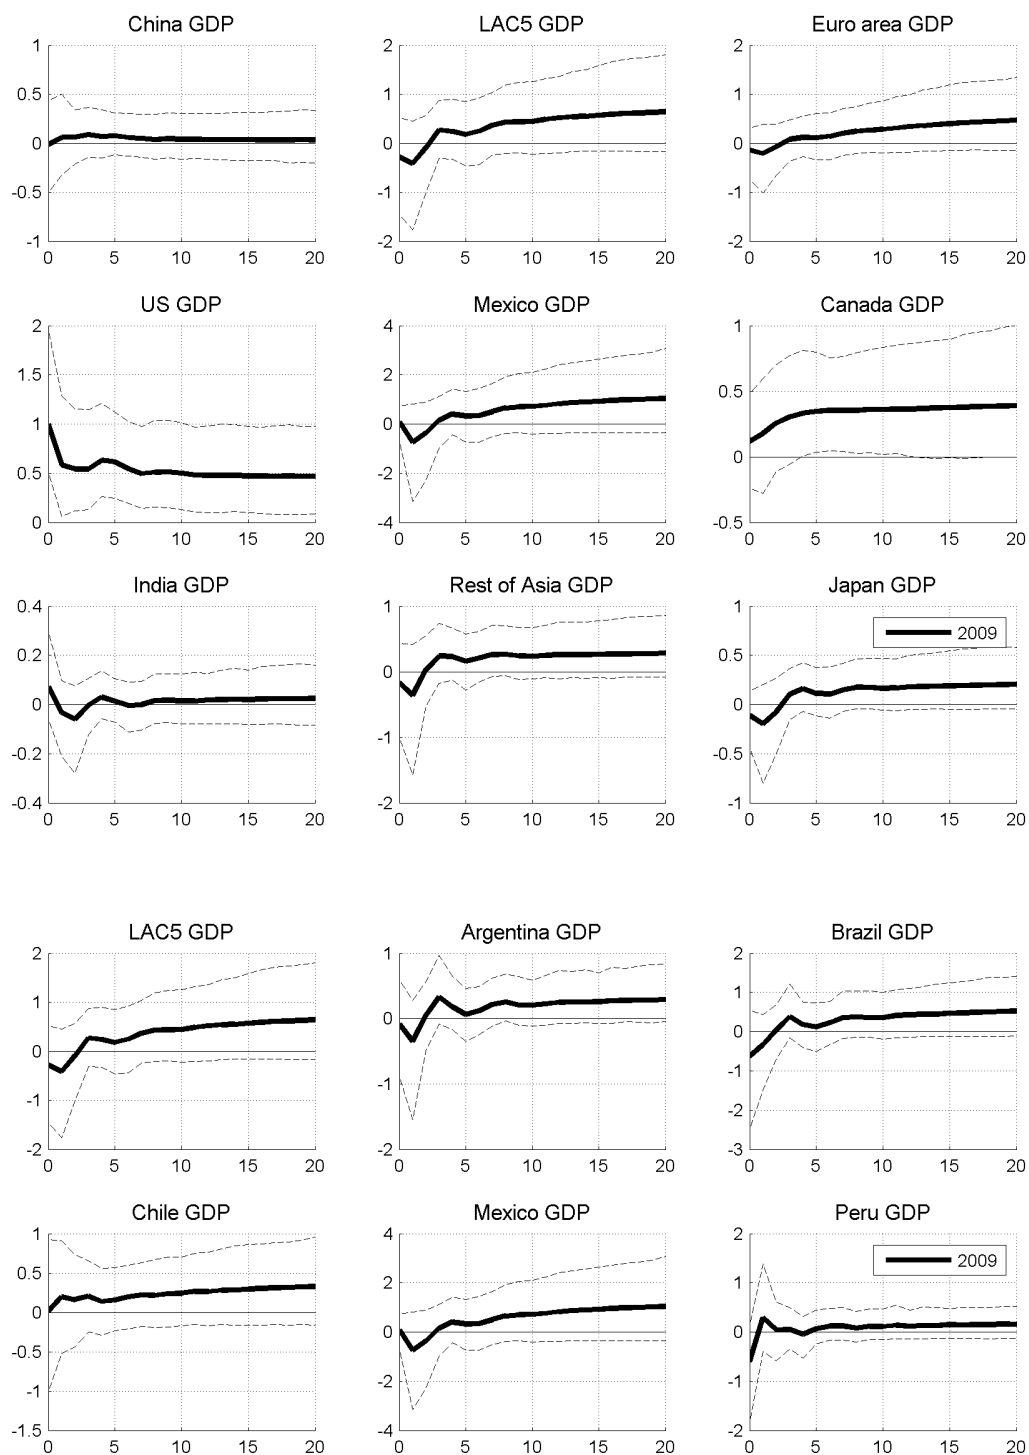 China GDP
LAC5 GDP
Euro area GDP
1
0.5
0
-0.5
-1
0 5 10 15 20
2
1
0
-1
-2
0 5 10 15 20
2
1
0
-1
-2
0 5 10 15 20
US GDP
Mexico GDP
Canada GDP
2
1.5
1
0.5
0
0 5 10 15 20
4
2
0
-2
-4
0 5 10 15 20
1
0.5
0
-0.5
0 5 10 15 20
India GDP
Rest of Asia GDP
Japan GDP
0.4
0.2
0
-0.2
-0.4
0 5 10 15 20
1
0
-1
-2
0 5 10 15 20
1
0.5
0
-0.5
-1
0 5 10 15 20
2009
LAC5 GDP
Argentina GDP
Brazil GDP
2
1
0
-1
-2
0 5 10 15 20
1
0
-1
-2
0 5 10 15 20
2
1
0
-1
-2
-3
0 5 10 15 20
Chile GDP
Mexico GDP
Peru GDP
1
0.5
0
-0.5
-1
-1.5
0 5 10 15 20
4
2
0
-2
-4
0 5 10 15 20
2
1
0
-1
-2
0 5 10 15 20
2009